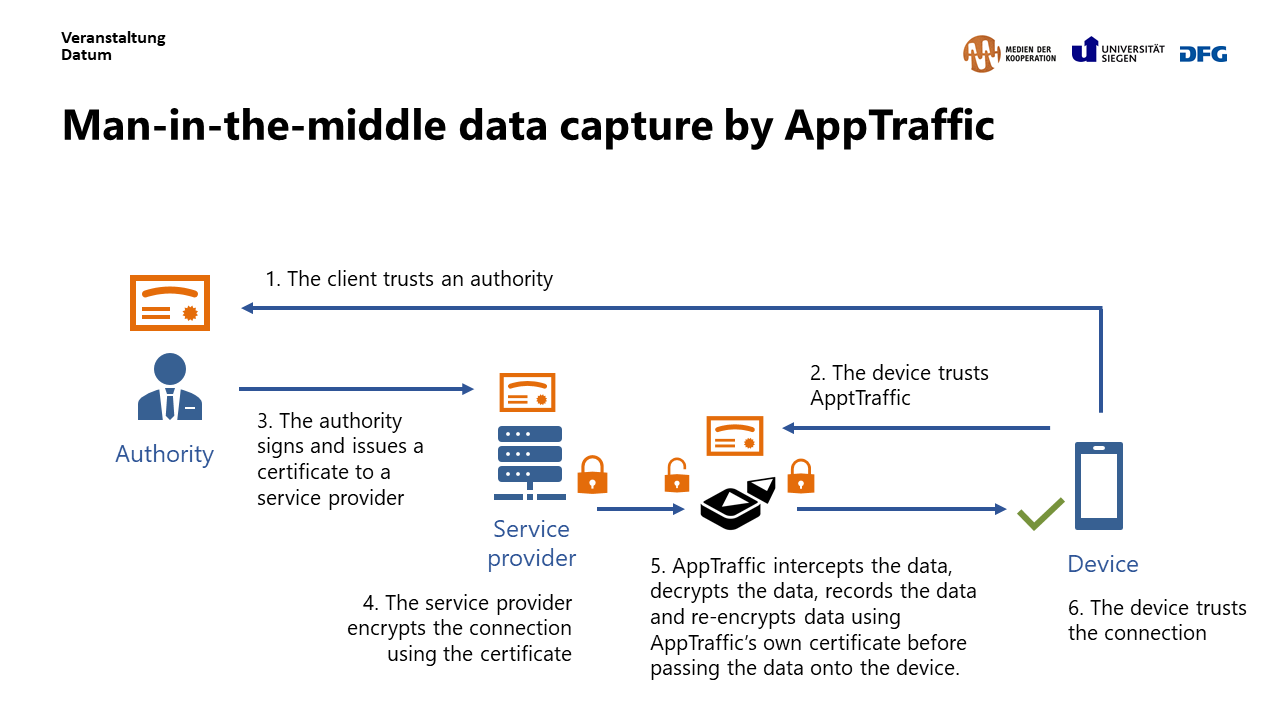 Veranstaltung
Datum
MEDIEN DER
KOOPERATION
UNIVERSITÄT
SIEGEN
DFG
Man-in-the-middle data capture by AppTraffic
1. The client trusts an authority
2. The device trusts
ApptTraffic
3. The authority
signs and issues a
certificate to a
service provider
Authority
Service
provider
4. The service provider
encrypts the connection
using the certificate
5. AppTraffic intercepts the data,
decrypts the data, records the data
and re-encrypts data using
AppTraffic's own certificate before
passing the data onto the device.
Device
6. The device trusts
the connection